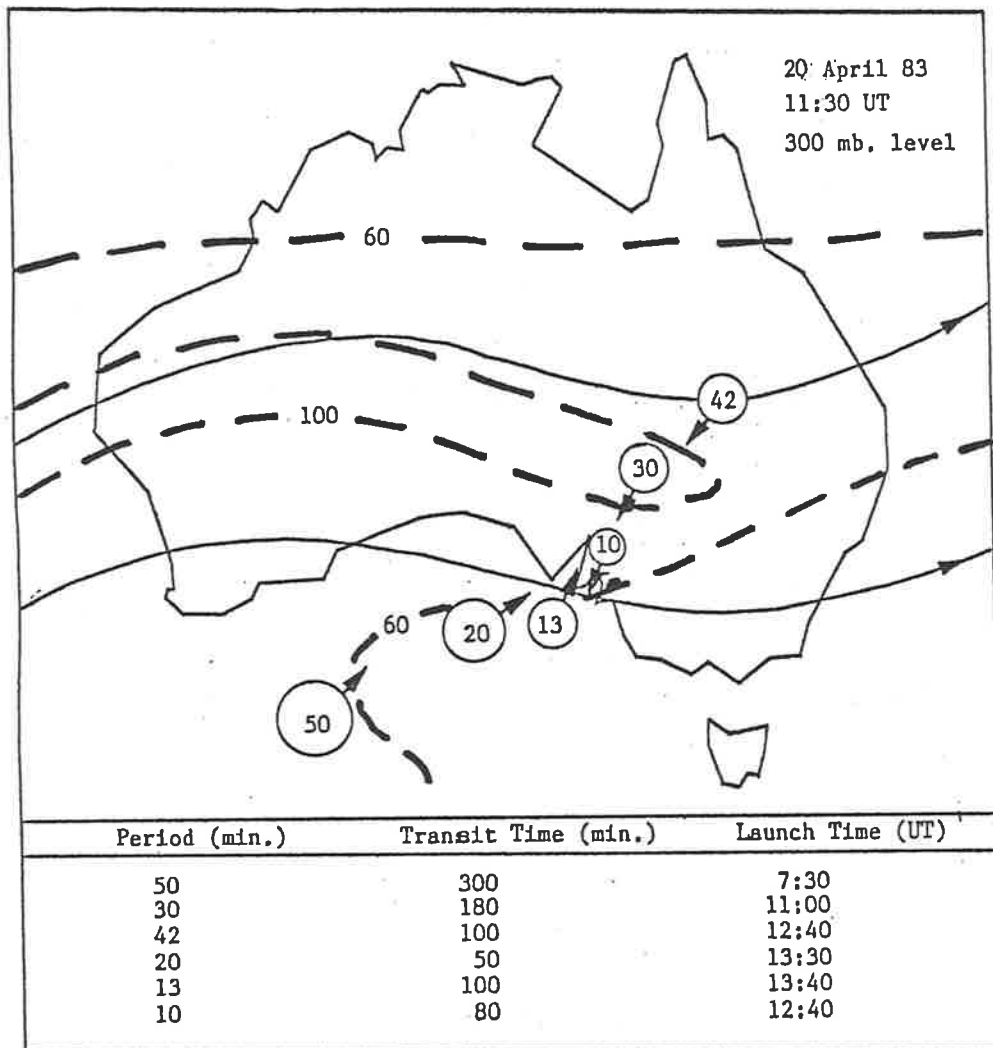 20 April 83
11:30 UT
300 mb. level
60
42
100
30
10
60
20
13
50
Period (min.) Transit Time (min.) Launch Time (UT)
50 300 7:30
30 180 11:00
42 100 12:40
20 50 13:30
13 100 13:40
10 80 12:40